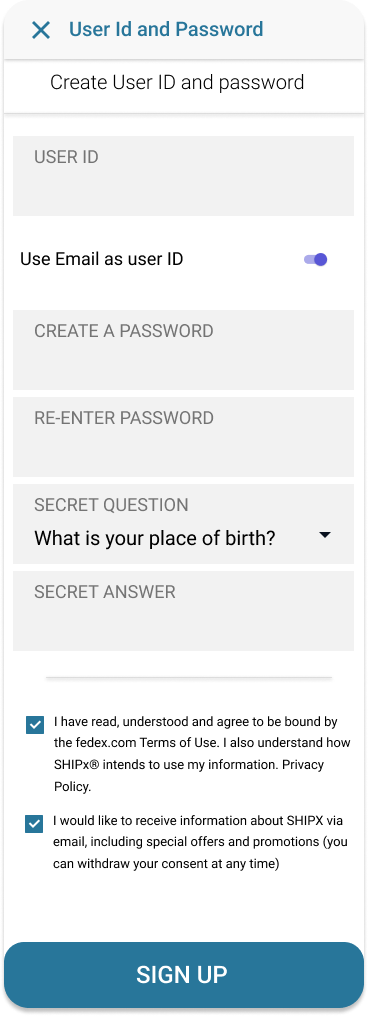 User Id and Password
Create User ID and password
USER ID
Use Email as user ID
CREATE A PASSWORD
RE-ENTER PASSWORD
SECRET QUESTION
What is your place of birth?
SECRET ANSWER
I have read, understood and agree to be bound by
the fedex.com Terms of Use. I also understand how
SHIPx® intends to use my information. Privacy
Policy.
I would like to receive information about SHIPX via
email, including special offers and promotions (you
can withdraw your consent at any time)
SIGN UP